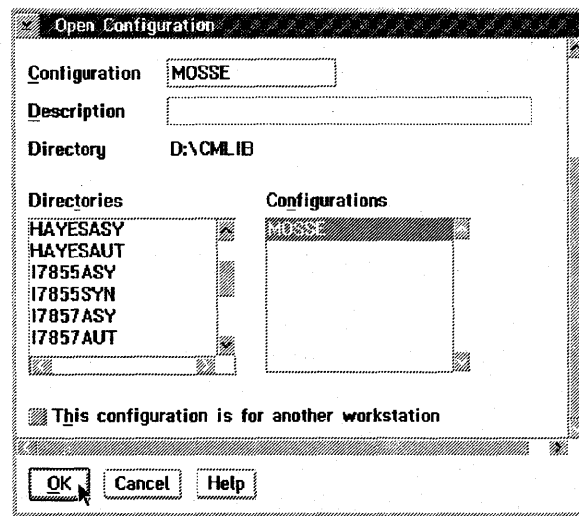 Open Configuration
Configuration MOSSE
Description
Directory D:\CMLIB
Directories Configurations
HAYESASY MOSSE
HAYESAUT
I7855ASY
I7855SYN
I7857ASY
I7857AUT
This configuration is for another workstation
OK Cancel Help